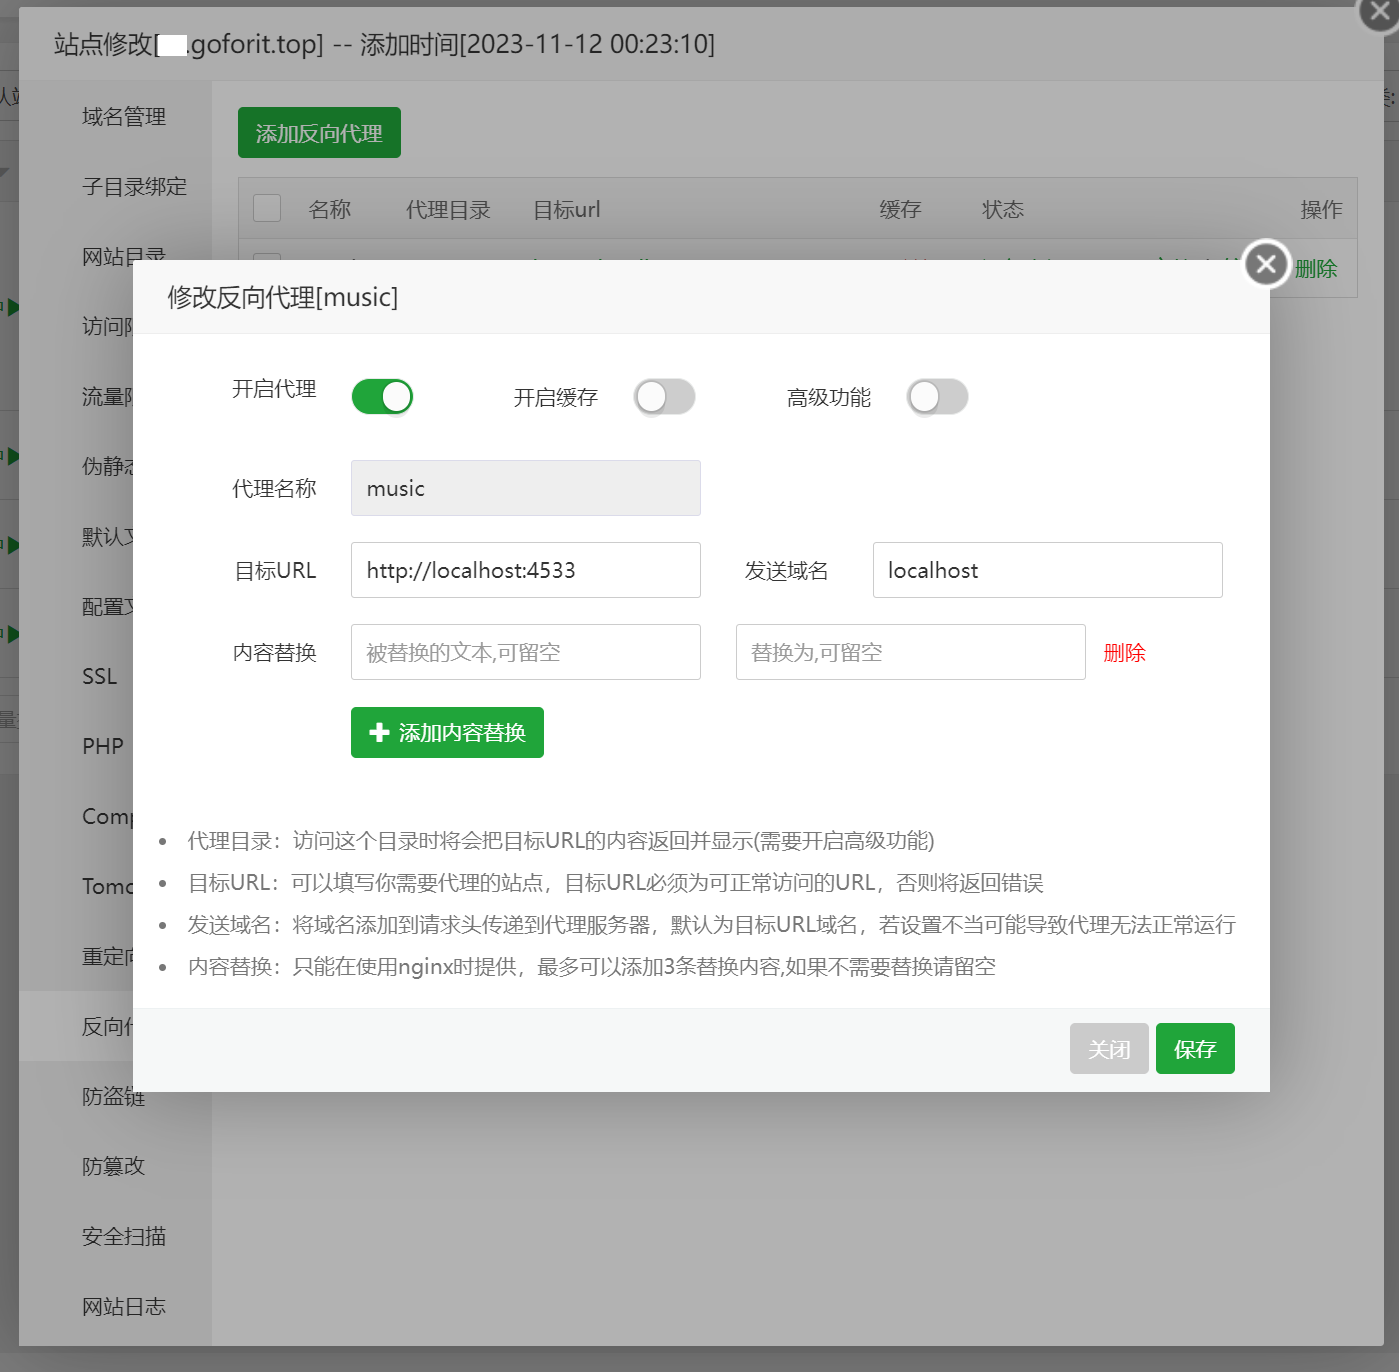 站点修改[ .goforit.top] -- 添加时间[2023-11-12 00:23:10]
域名管理
子目录绑定
网站目录
访问
流量
伪静
默认
配置
SSL
PHP
Comp
Tomc
重定
反向
防盗链
防篡改
安全扫描
网站日志
添加反向代理
名称 代理目录 目标url 缓存 状态 操作
删除
修改反向代理[music]
开启代理 开启缓存 高级功能
代理名称 music
目标URL http://localhost:4533 发送域名 localhost
内容替换 被替换的文本,可留空 替换为,可留空 删除
添加内容替换
代理目录：访问这个目录时将会把目标URL的内容返回并显示(需要开启高级功能)
目标URL：可以填写你需要代理的站点，目标URL必须为可正常访问的URL，否则将返回错误
发送域名：将域名添加到请求头传递到代理服务器，默认为目标URL域名，若设置不当可能导致代理无法正常运行
内容替换：只能在使用nginx时提供，最多可以添加3条替换内容,如果不需要替换请留空
关闭 保存